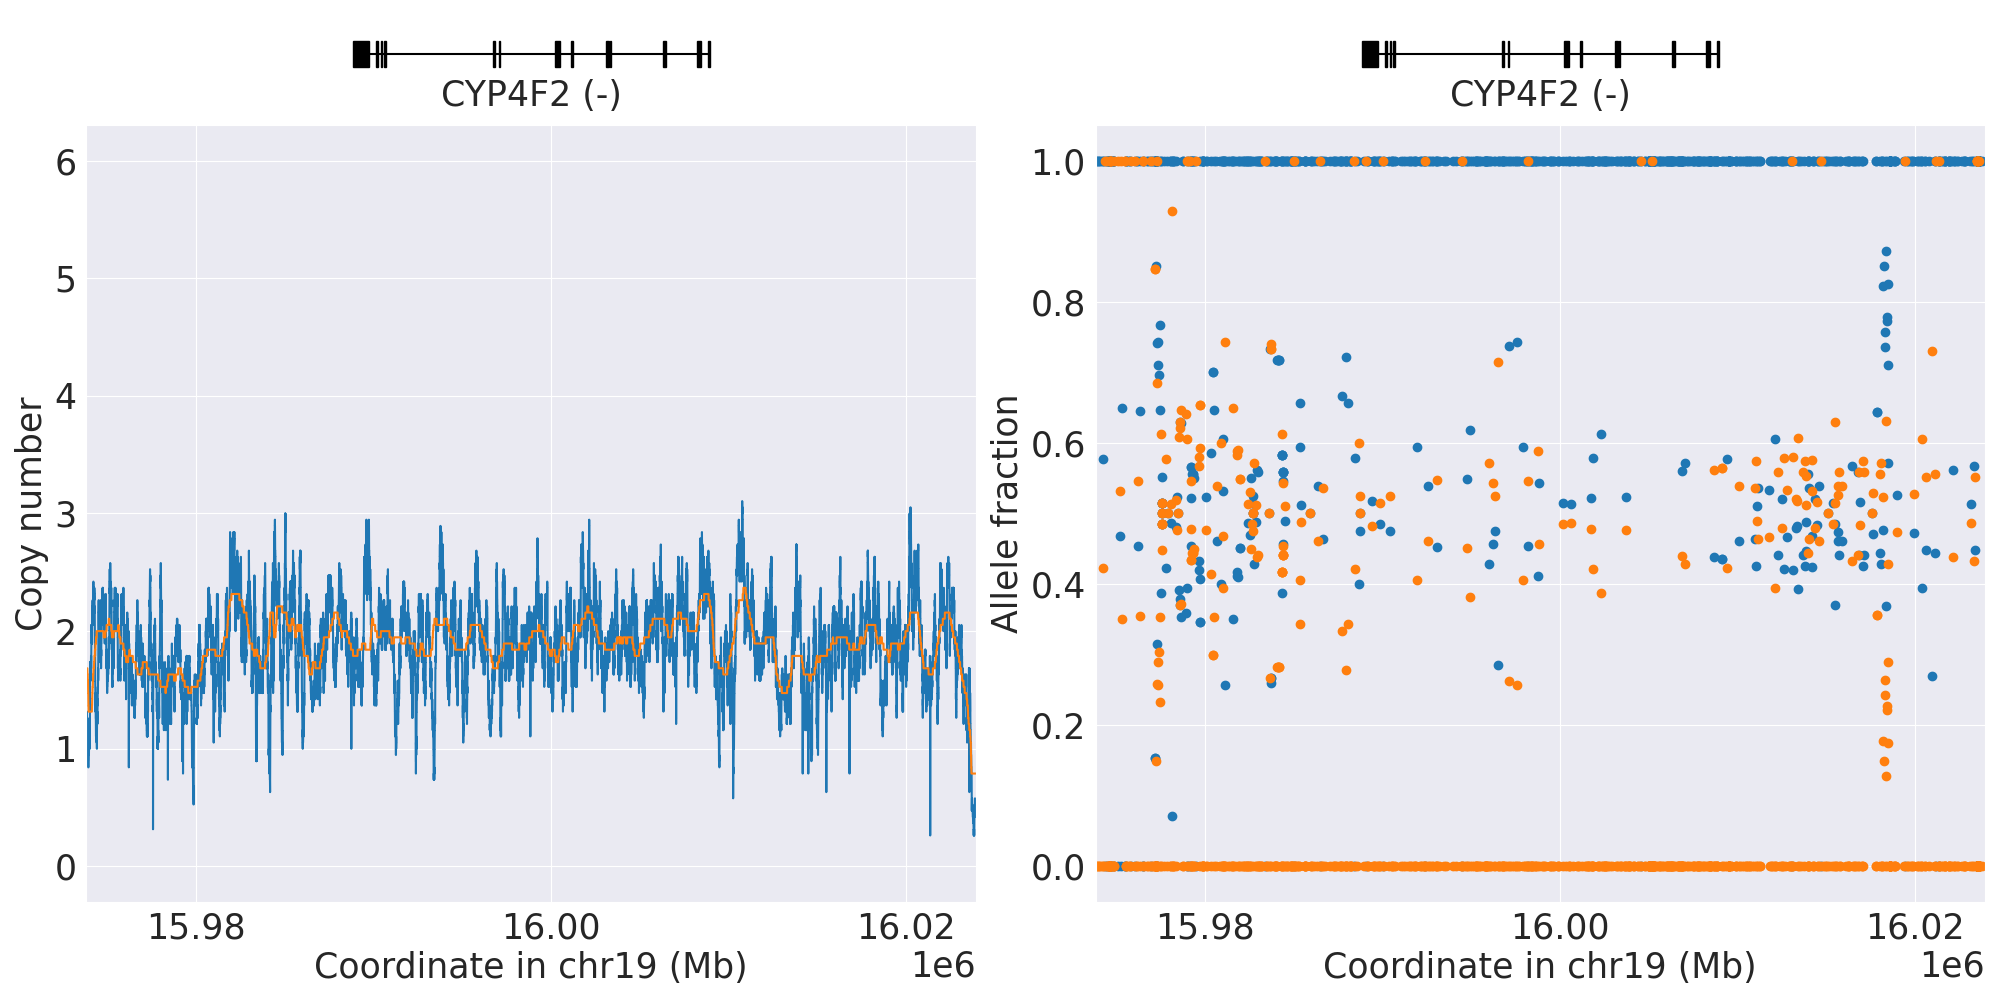 CYP4F2 (-)
6
5
4
3
2
1
0
Copy number
15.98
16.00
16.02
Coordinate in chr19 (Mb)
1e6
CYP4F2 (-)
1.0
0.8
0.6
0.4
0.2
0.0
Allele fraction
15.98
16.00
16.02
Coordinate in chr19 (Mb)
1e6